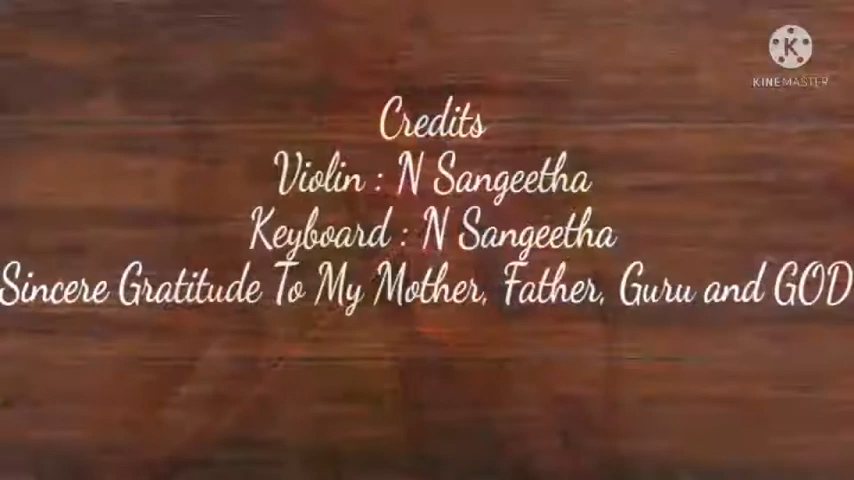 KINEMASTER
Credits
Violin : N Sangeetha
Keyboard : N Sangeetha
Sincere Gratitude To My Mother, Father, Guru and GOD